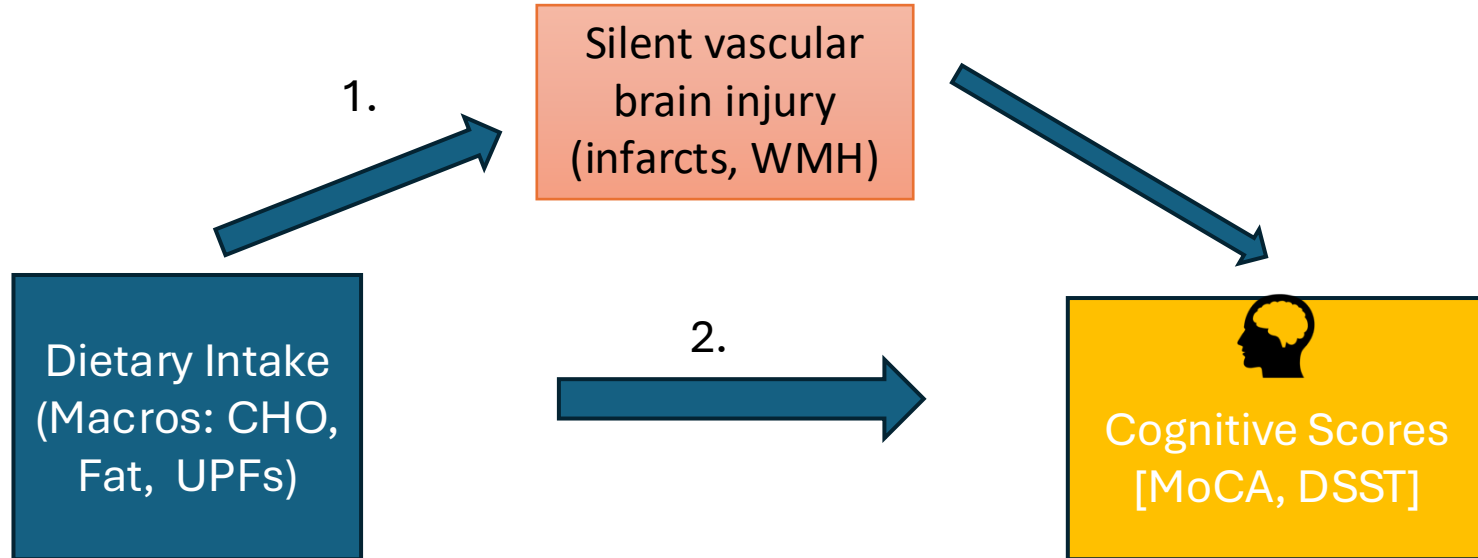 1.
Silent vascular
brain injury
(infarcts, WMH)
Dietary Intake
(Macros: CHO,
Fat, UPFs)
2.
Cognitive Scores
[MoCA, DSST]